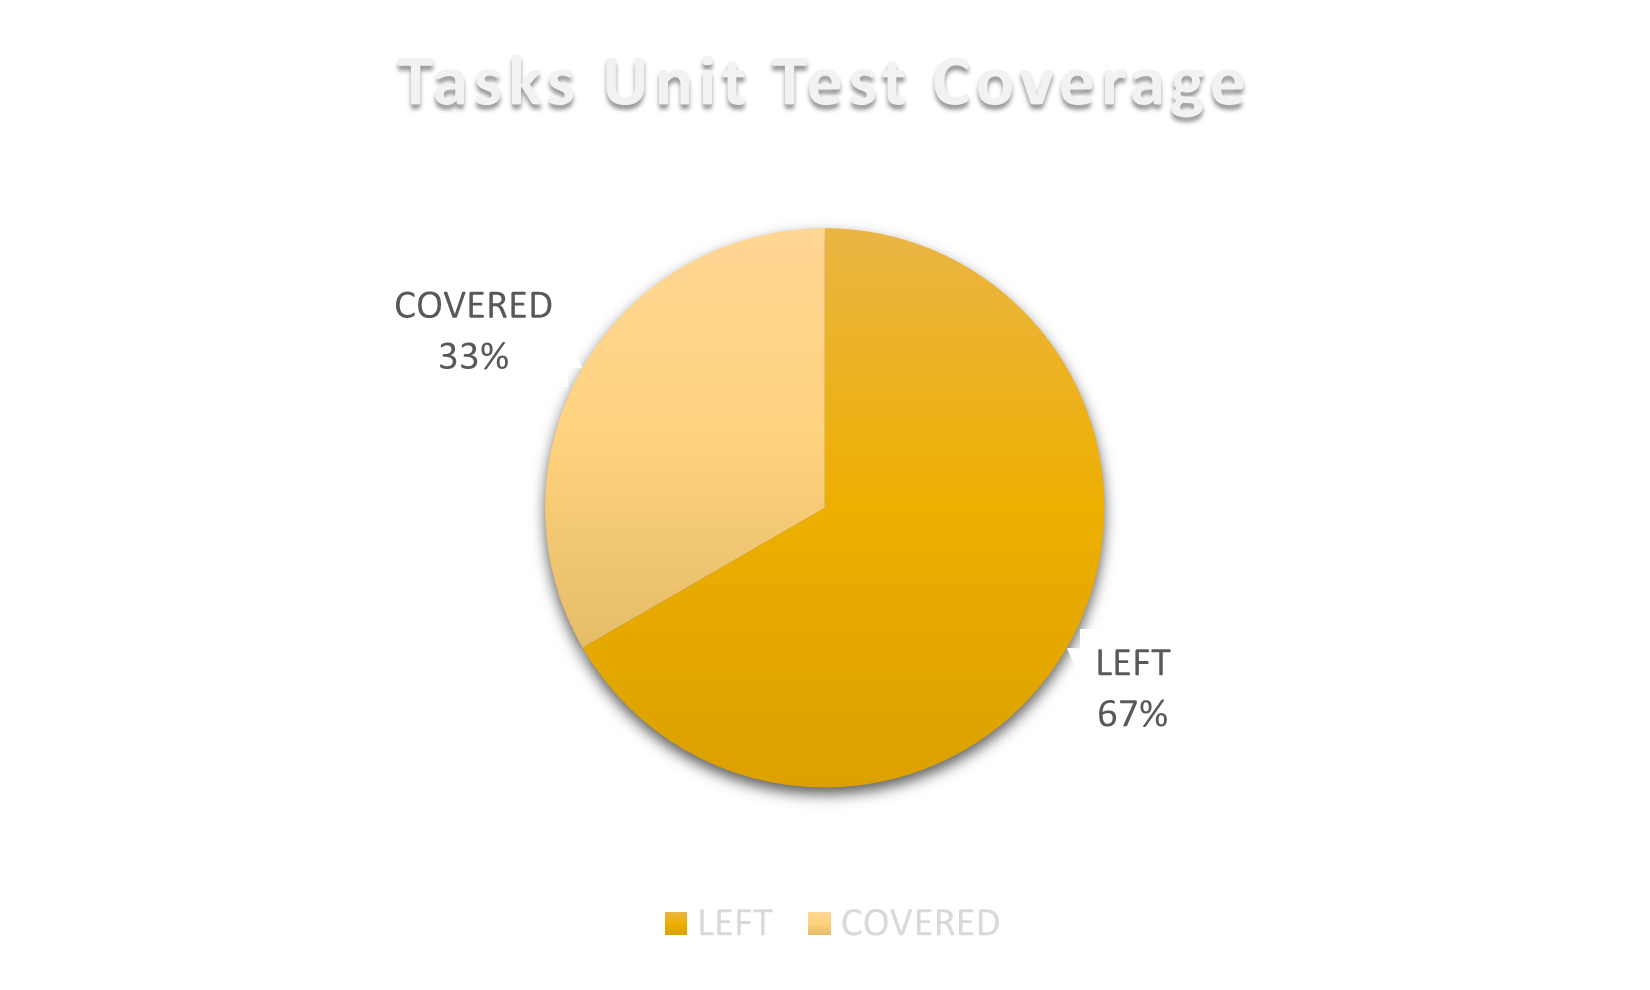 Tasks Unit Test Coverage
COVERED
33%
LEFT
67%
LEFT COVERED